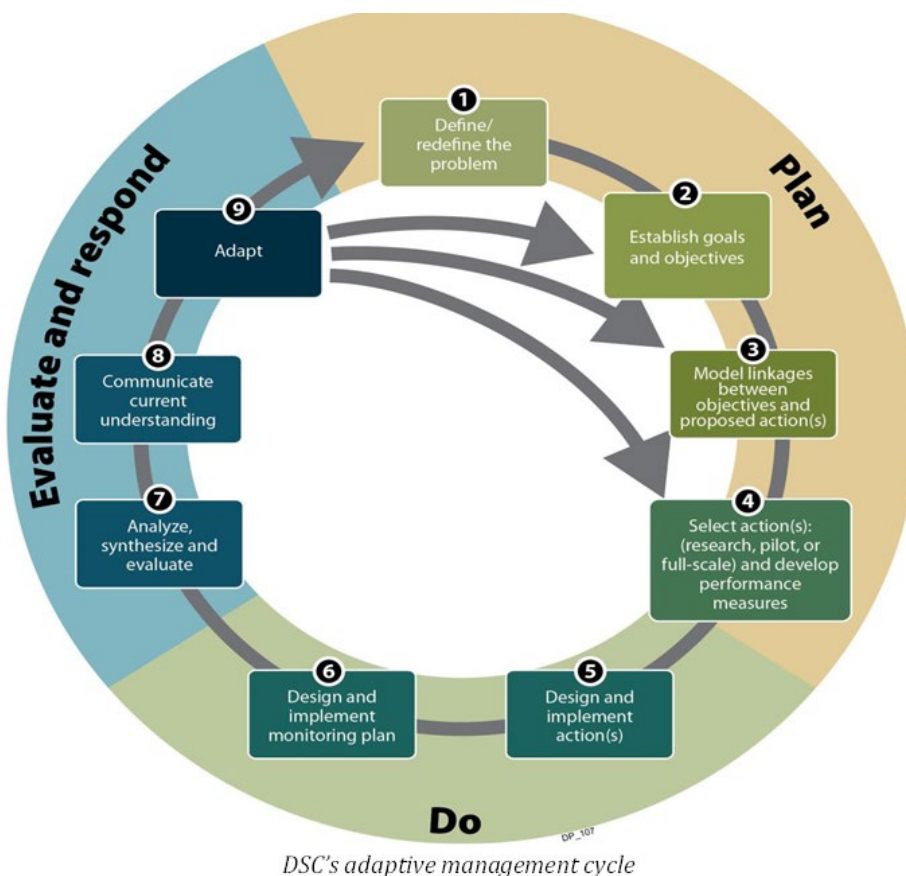 1
Define/
redefine the
problem
2
Establish goals
and objectives
3
Model linkages
between
objectives and
proposed action(s)
4
Select action(s):
(research, pilot, or
full-scale) and develop
performance
measures
5
Design and
implement
action(s)
6
Design and
implement
monitoring plan
7
Analyze,
synthesize and
evaluate
8
Communicate
current
understanding
9
Adapt
Plan
Do
Evaluate and respond
DP_107
DSC's adaptive management cycle